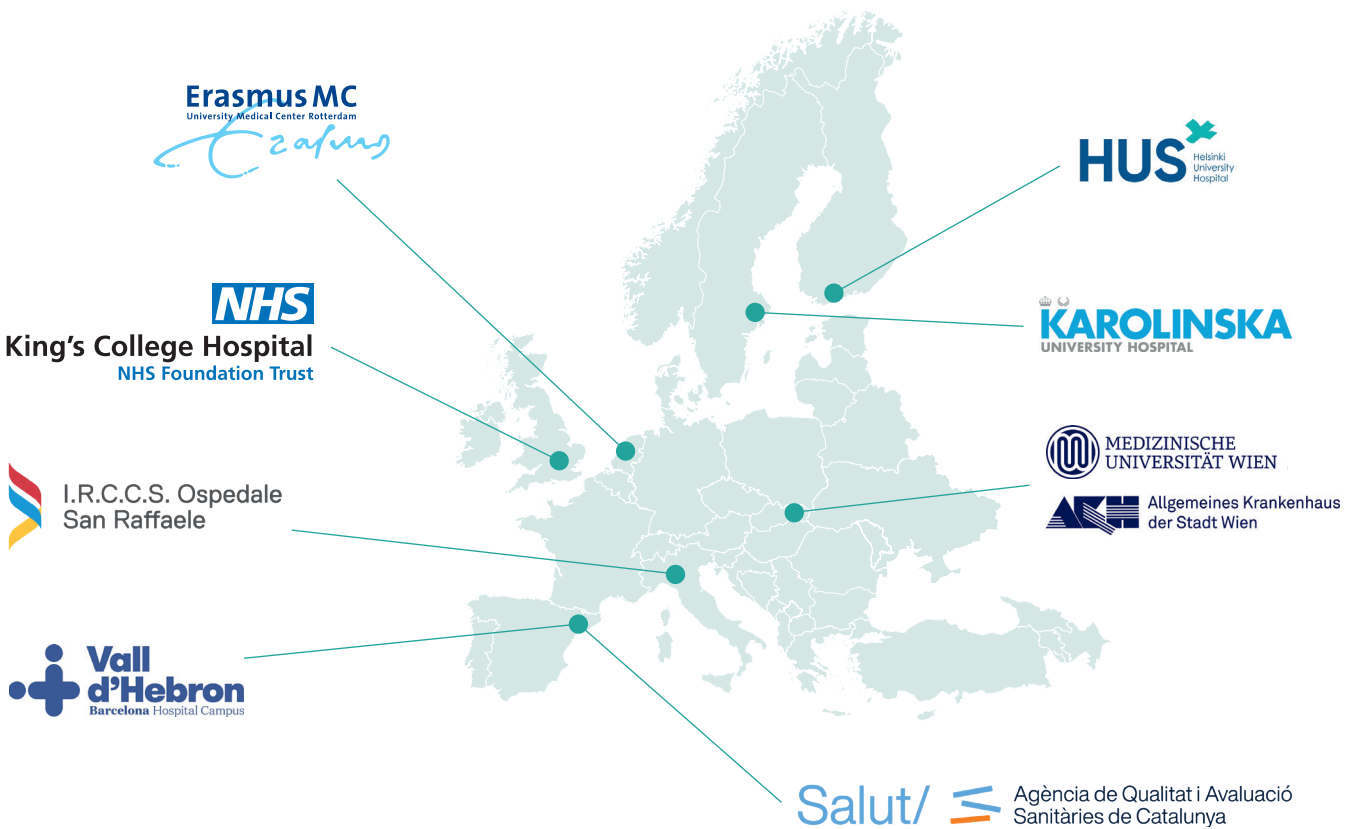 Erasmus MC
University Medical Center Rotterdam
Erasmus
HUS
Helsinki
University
Hospital
NHS
King's College Hospital
NHS Foundation Trust
KAROLINSKA
UNIVERSITY HOSPITAL
MEDIZINISCHE
UNIVERSITÄT WIEN
I.R.C.C.S. Ospedale
San Raffaele
AKH
Allgemeines Krankenhaus
der Stadt Wien
Vall
d'Hebron
Barcelona Hospital Campus
Salut/
Agència de Qualitat i Avaluació
Sanitàries de Catalunya